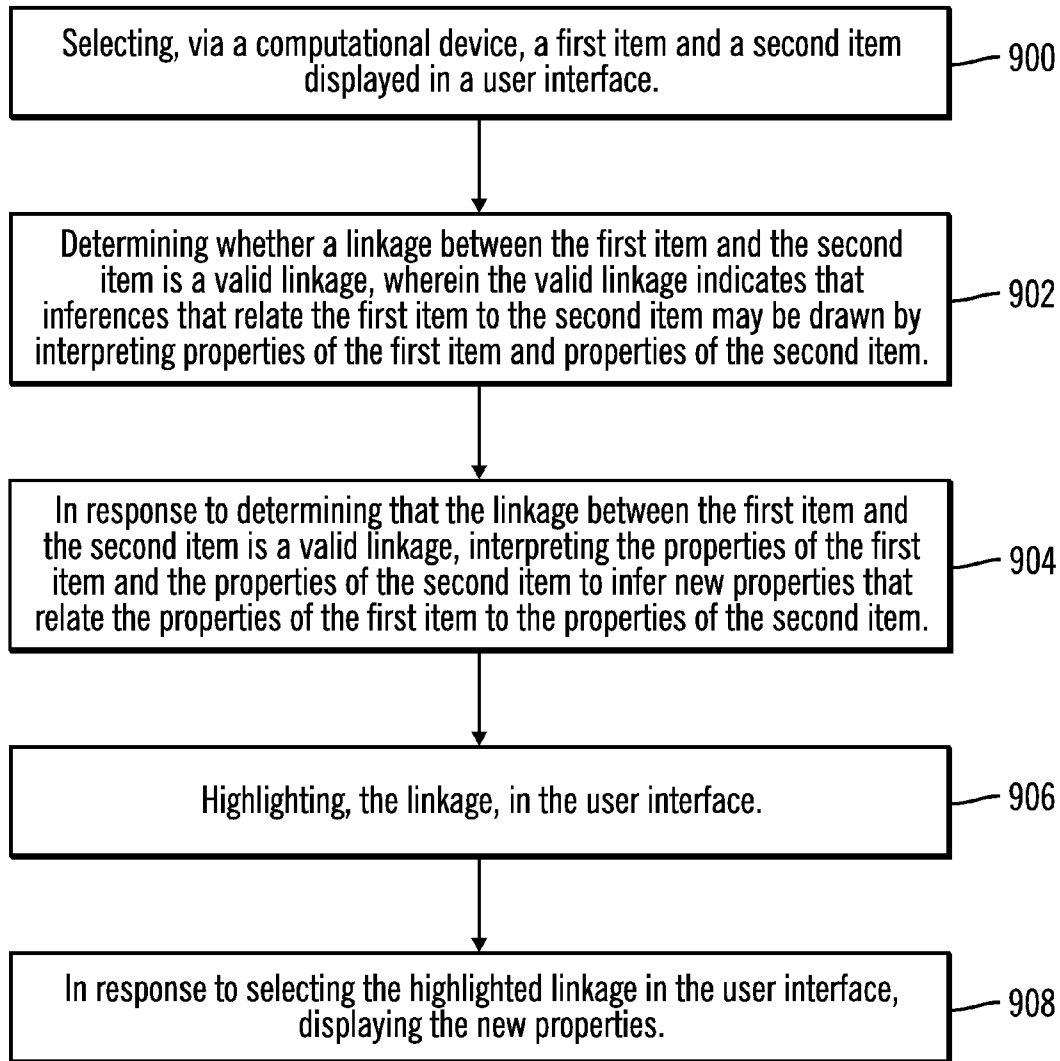 Selecting, via a computational device, a first item and a second item
displayed in a user interface.
900
Determining whether a linkage between the first item and the second
item is a valid linkage, wherein the valid linkage indicates that
inferences that relate the first item to the second item may be drawn by
interpreting properties of the first item and properties of the second item.
902
In response to determining that the linkage between the first item and
the second item is a valid linkage, interpreting the properties of the first
item and the properties of the second item to infer new properties that
relate the properties of the first item to the properties of the second item.
904
Highlighting, the linkage, in the user interface.
906
In response to selecting the highlighted linkage in the user interface,
displaying the new properties.
908